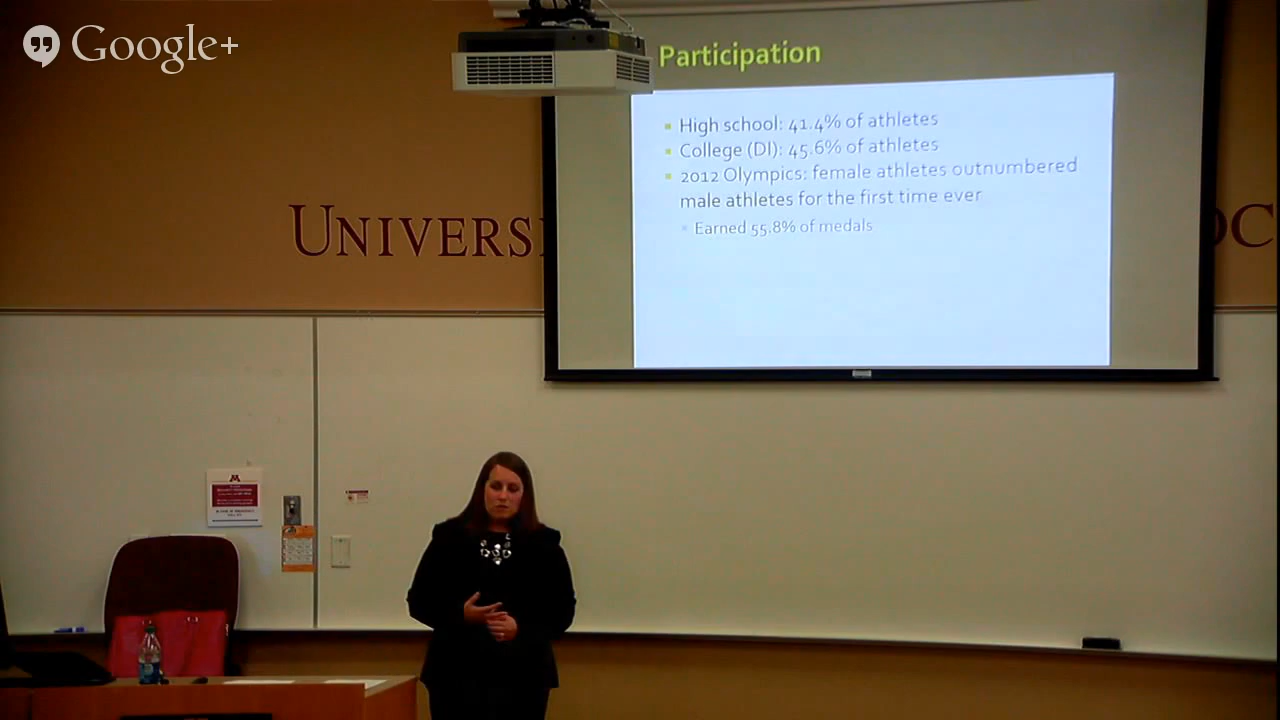 Google+
Participation
High school: 41.4% of athletes
College (DI): 45.6% of athletes
2012 Olympics: female athletes outnumbered
male athletes for the first time ever
Earned 55.8% of medals
UNIVERS
OC
M